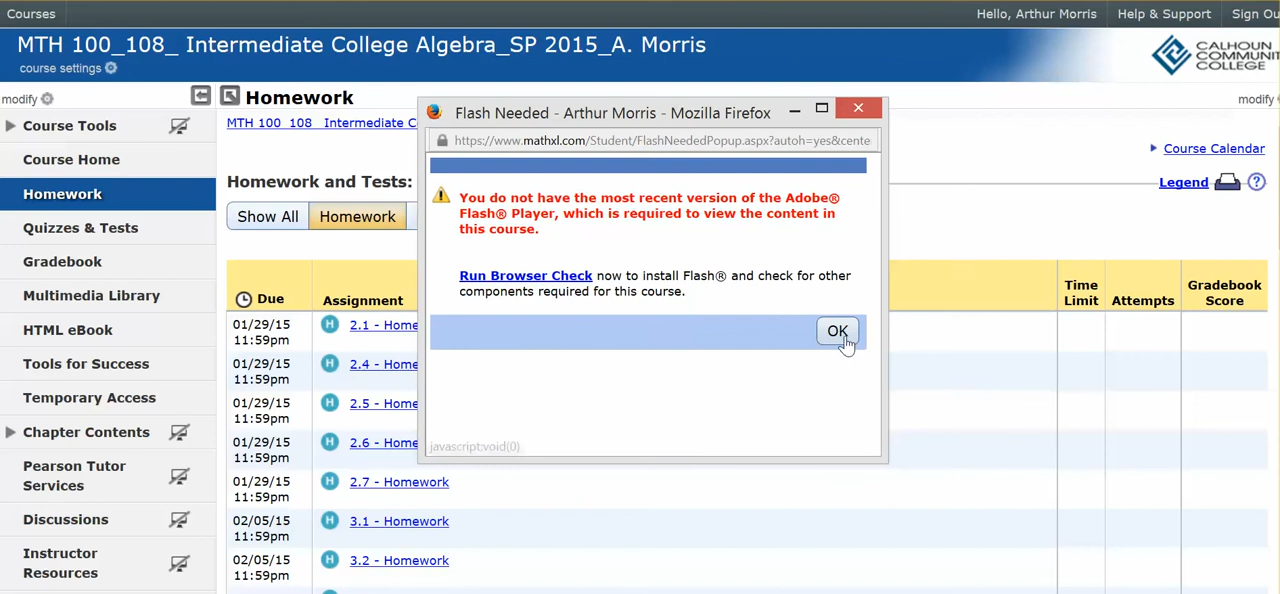 Courses
Hello, Arthur Morris
Help & Support
Sign Ou
MTH 100_108_ Intermediate College Algebra_SP 2015_A. Morris
course settings
CALHOUN
COMMUNI
COLLEGE
modify
Homework
modify
MTH 100_108_ Intermediate C
Course Calendar
Homework and Tests:
Legend
Show All
Homework
Course Tools
Course Home
Homework
Quizzes & Tests
Gradebook
Multimedia Library
HTML eBook
Tools for Success
Temporary Access
Chapter Contents
Pearson Tutor
Services
Discussions
Instructor
Resources
Due
Assignment
Time
Limit
Attempts
Gradebook
Score
01/29/15
11:59pm
H
2.1 - Home
01/29/15
11:59pm
H
2.4 - Home
01/29/15
11:59pm
H
2.5 - Home
01/29/15
11:59pm
H
2.6 - Home
01/29/15
11:59pm
H
2.7 - Homework
02/05/15
11:59pm
H
3.1 - Homework
02/05/15
11:59pm
H
3.2 - Homework
Flash Needed - Arthur Morris - Mozilla Firefox
https://www.mathxl.com/Student/FlashNeededPopup.aspx?autoh=yes&cente
You do not have the most recent version of the Adobe®
Flash® Player, which is required to view the content in
this course.
Run Browser Check now to install Flash® and check for other
components required for this course.
OK
javascript:void(0)